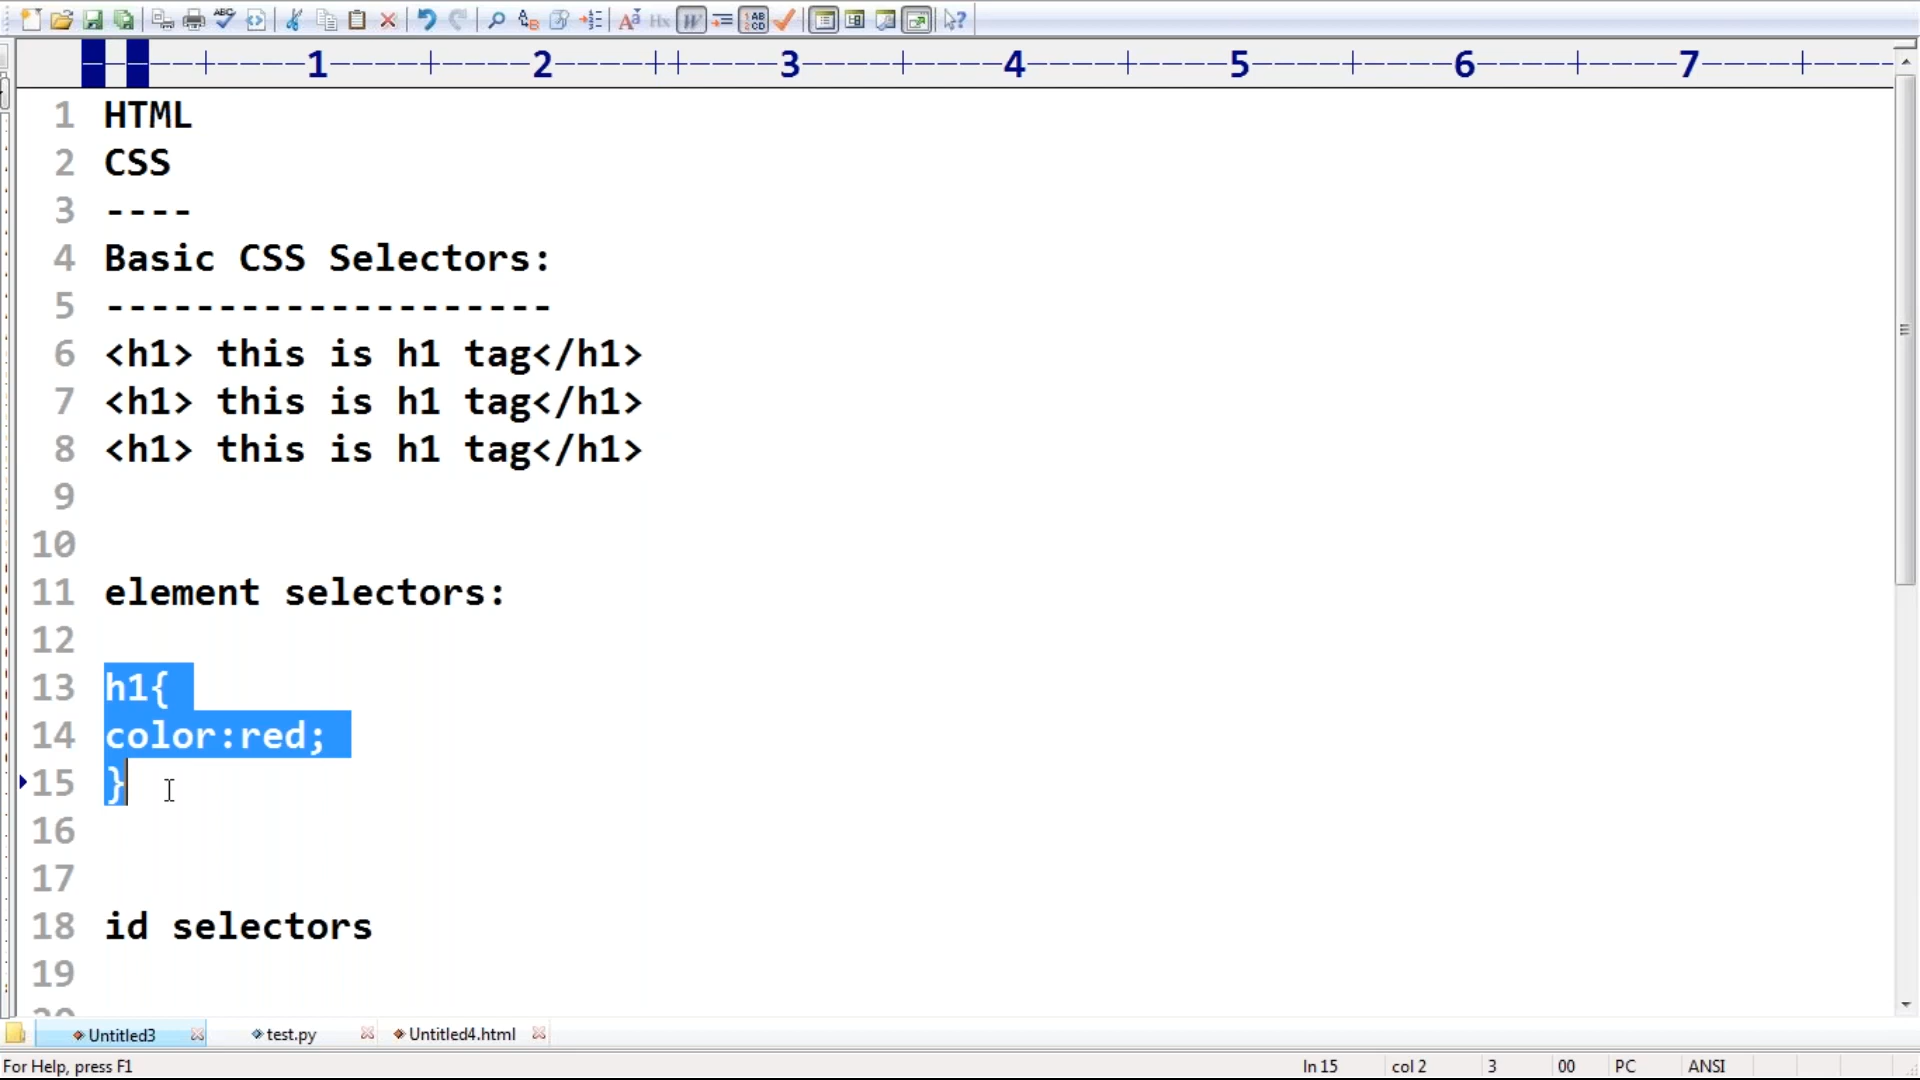 1 2 3 4 5 6 7
1 HTML
2 CSS
3 ----
4 Basic CSS Selectors:
5 --------------------
6 <h1> this is h1 tag</h1>
7 <h1> this is h1 tag</h1>
8 <h1> this is h1 tag</h1>
9
10
11 element selectors:
12
13 h1{
14 color:red;
15 }
16
17
18 id selectors
19
Untitled3 test.py Untitled4.html
For Help, press F1 ln 15 col 2 3 00 PC ANSI